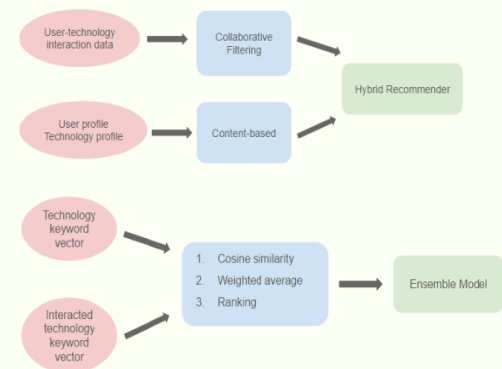 User-technology
interaction data
Collaborative
Filtering
Hybrid Recommender
User profile
Technology profile
Content-based
Technology
keyword
vector
1. Cosine similarity
2. Weighted average
3. Ranking
Ensemble Model
Interacted
technology
keyword
vector